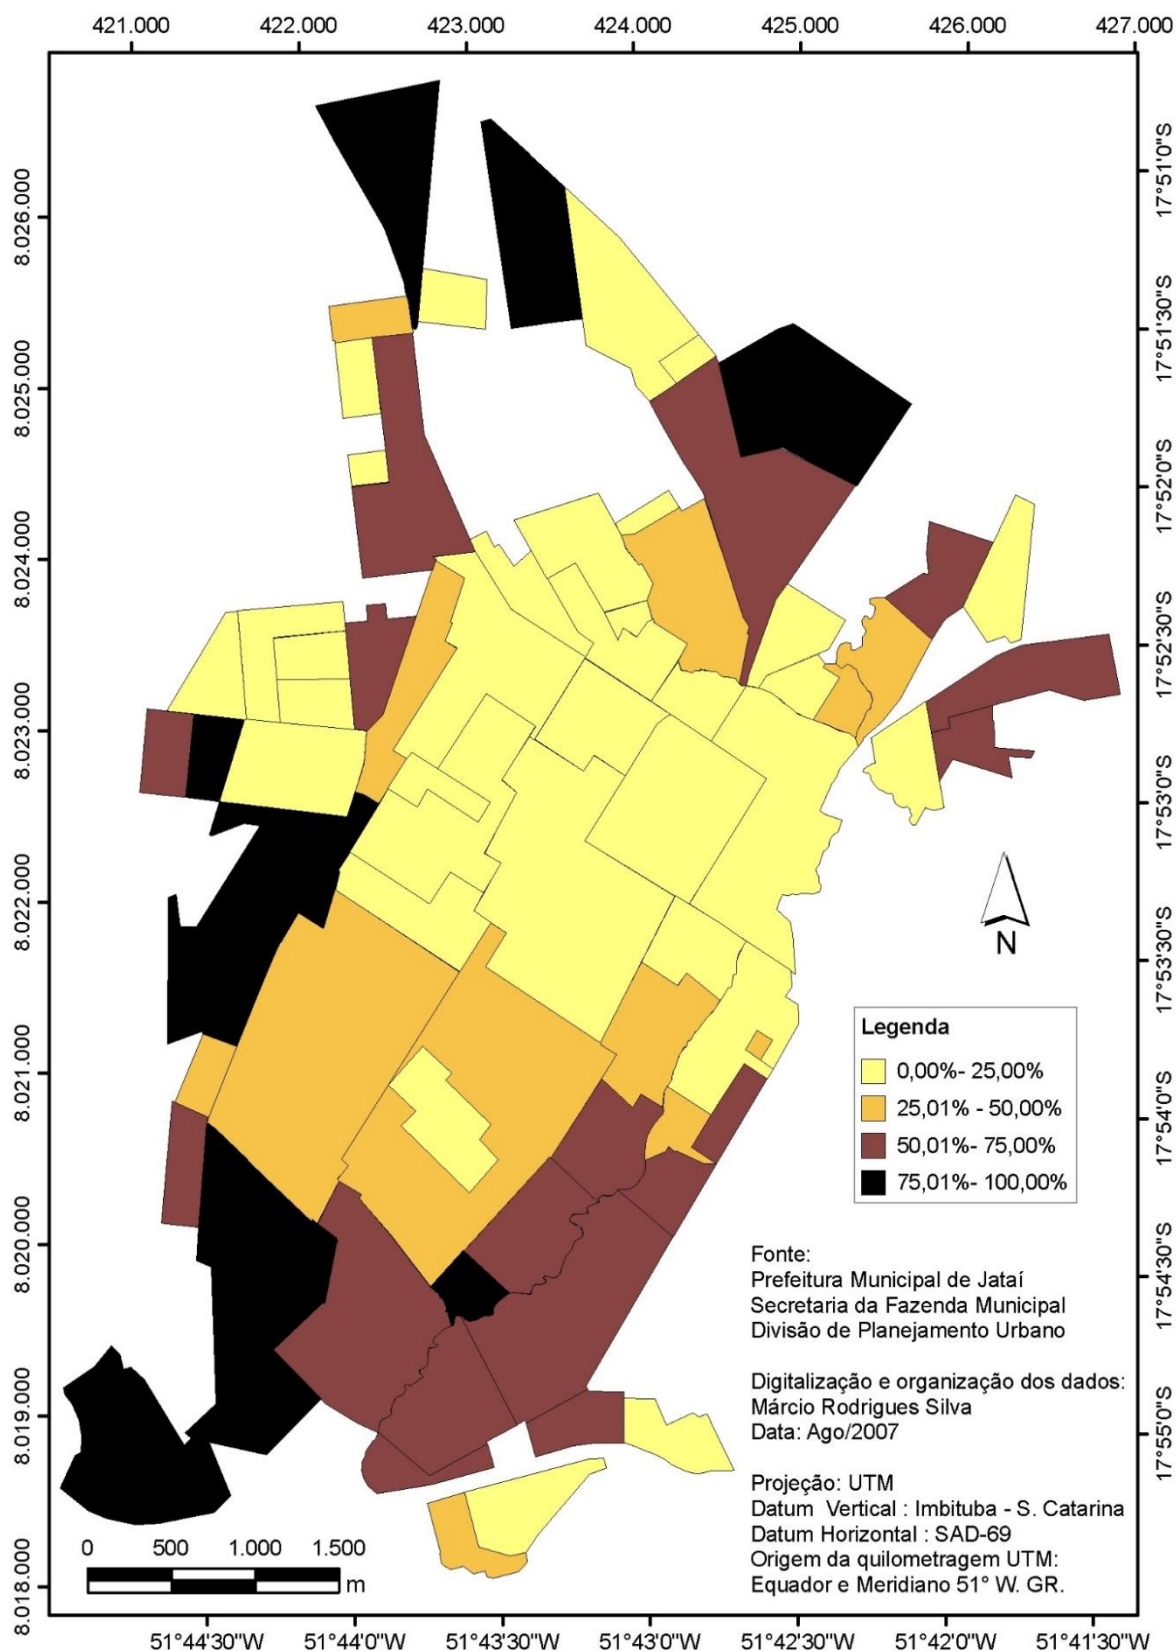 421.000 422.000 423.000 424.000 425.000 426.000 427.000
8.026.000
8.025.000
8.024.000
8.023.000
8.022.000
8.021.000
8.020.000
8.019.000
8.018.000
17°51'0"S
17°51'30"S
17°52'0"S
17°52'30"S
17°53'0"S
17°53'30"S
17°54'0"S
17°54'30"S
17°55'0"S
N
Legenda
0,00%- 25,00%
25,01% - 50,00%
50,01%- 75,00%
75,01%- 100,00%
Fonte:
Prefeitura Municipal de Jataí
Secretaria da Fazenda Municipal
Divisão de Planejamento Urbano
Digitalização e organização dos dados:
Márcio Rodrigues Silva
Data: Ago/2007
Projeção: UTM
Datum Vertical : Imbituba - S. Catarina
Datum Horizontal : SAD-69
Origem da quilometragem UTM:
Equador e Meridiano 51° W. GR.
0 500 1.000 1.500
m
51°44'30"W 51°44'0"W 51°43'30"W 51°43'0"W 51°42'30"W 51°42'0"W 51°41'30"W